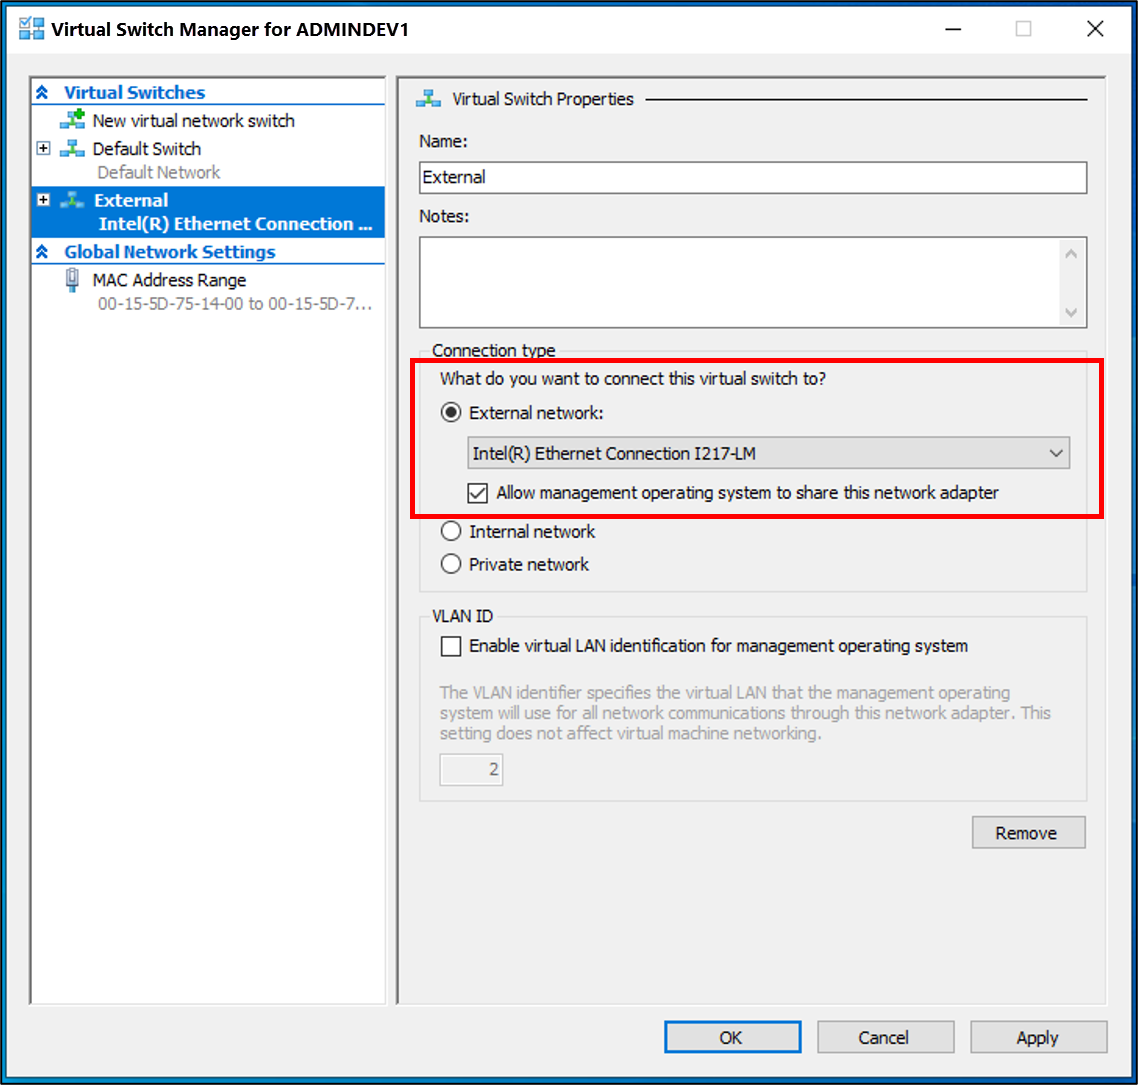 Virtual Switch Manager for ADMINDEV1
Virtual Switches
New virtual network switch
Default Switch
Default Network
External
Intel(R) Ethernet Connection ...
Global Network Settings
MAC Address Range
00-15-5D-75-14-00 to 00-15-5D-7...
Virtual Switch Properties
Name:
External
Notes:
Connection type
What do you want to connect this virtual switch to?
External network:
Intel(R) Ethernet Connection I217-LM
Allow management operating system to share this network adapter
Internal network
Private network
VLAN ID
Enable virtual LAN identification for management operating system
The VLAN identifier specifies the virtual LAN that the management operating
system will use for all network communications through this network adapter. This
setting does not affect virtual machine networking.
2
Remove
OK
Cancel
Apply